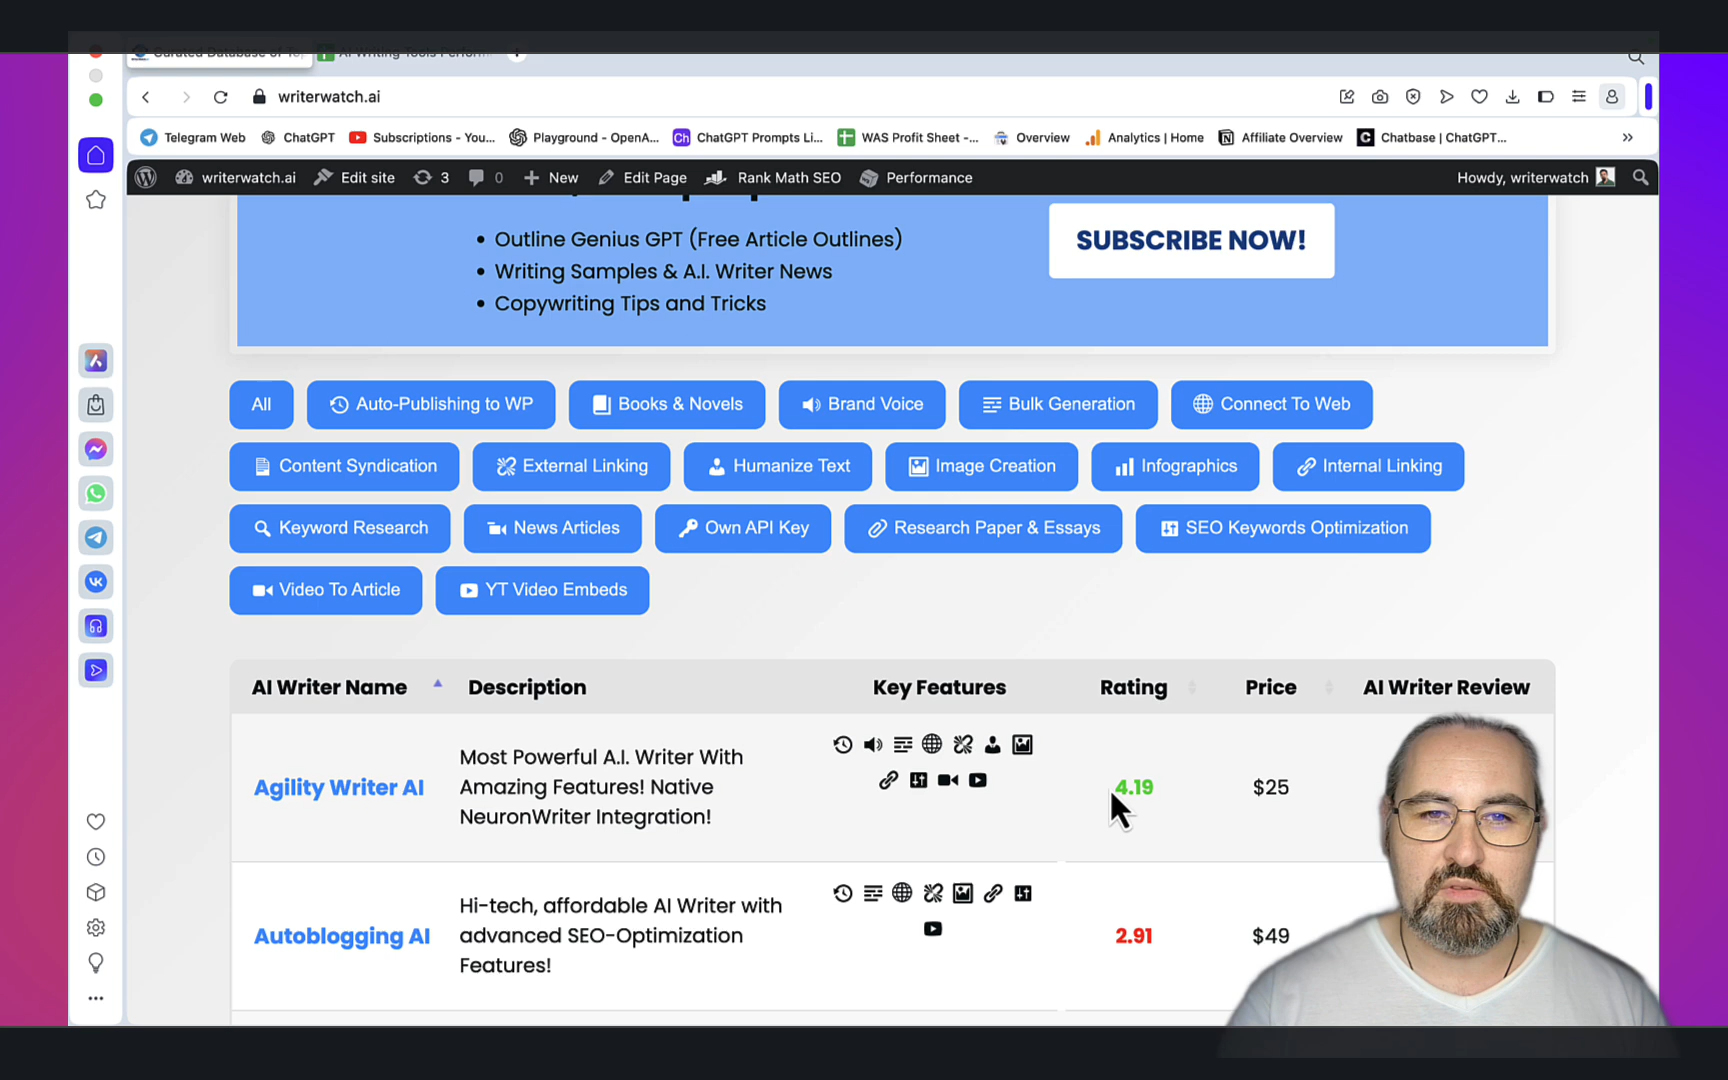 writerwatch.ai
Telegram Web ChatGPT Subscriptions - You... Playground - OpenA... Ch ChatGPT Prompts Li... WAS Profit Sheet -... Overview Analytics | Home Affiliate Overview C Chatbase | ChatGPT... »
writerwatch.ai Edit site 3 0 New Edit Page Rank Math SEO Performance Howdy, writerwatch
• Outline Genius GPT (Free Article Outlines)
• Writing Samples & A.I. Writer News
• Copywriting Tips and Tricks
SUBSCRIBE NOW!
All Auto-Publishing to WP Books & Novels Brand Voice Bulk Generation Connect To Web
Content Syndication External Linking Humanize Text Image Creation Infographics Internal Linking
Keyword Research News Articles Own API Key Research Paper & Essays SEO Keywords Optimization
Video To Article YT Video Embeds
AI Writer Name Description Key Features Rating Price AI Writer Review
Most Powerful A.I. Writer With
Agility Writer AI Amazing Features! Native 4.19 $25
NeuronWriter Integration!
Hi-tech, affordable AI Writer with
Autoblogging AI advanced SEO-Optimization 2.91 $49
Features!